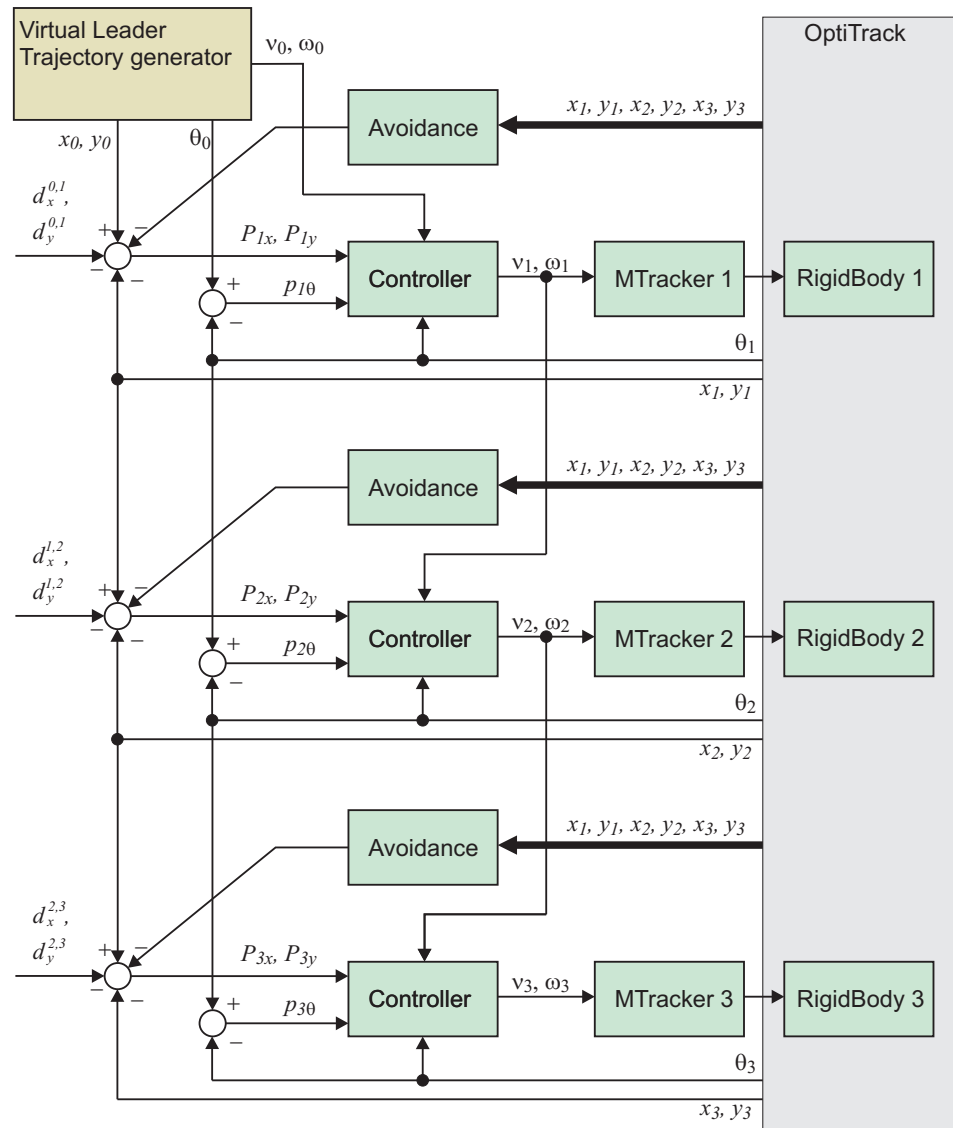 Virtual Leader
Trajectory generator
ν0, ω0
OptiTrack
x0, y0
θ0
Avoidance
x1, y1, x2, y2, x3, y3
d_x^{0,1},
d_y^{0,1}
+
−
−
−
P1x, P1y
Controller
ν1, ω1
MTracker 1
RigidBody 1
+
−
p1θ
θ1
x1, y1
Avoidance
x1, y1, x2, y2, x3, y3
d_x^{1,2},
d_y^{1,2}
+
−
−
−
P2x, P2y
Controller
ν2, ω2
MTracker 2
RigidBody 2
+
−
p2θ
θ2
x2, y2
Avoidance
x1, y1, x2, y2, x3, y3
d_x^{2,3},
d_y^{2,3}
+
−
−
−
P3x, P3y
Controller
ν3, ω3
MTracker 3
RigidBody 3
+
−
p3θ
θ3
x3, y3